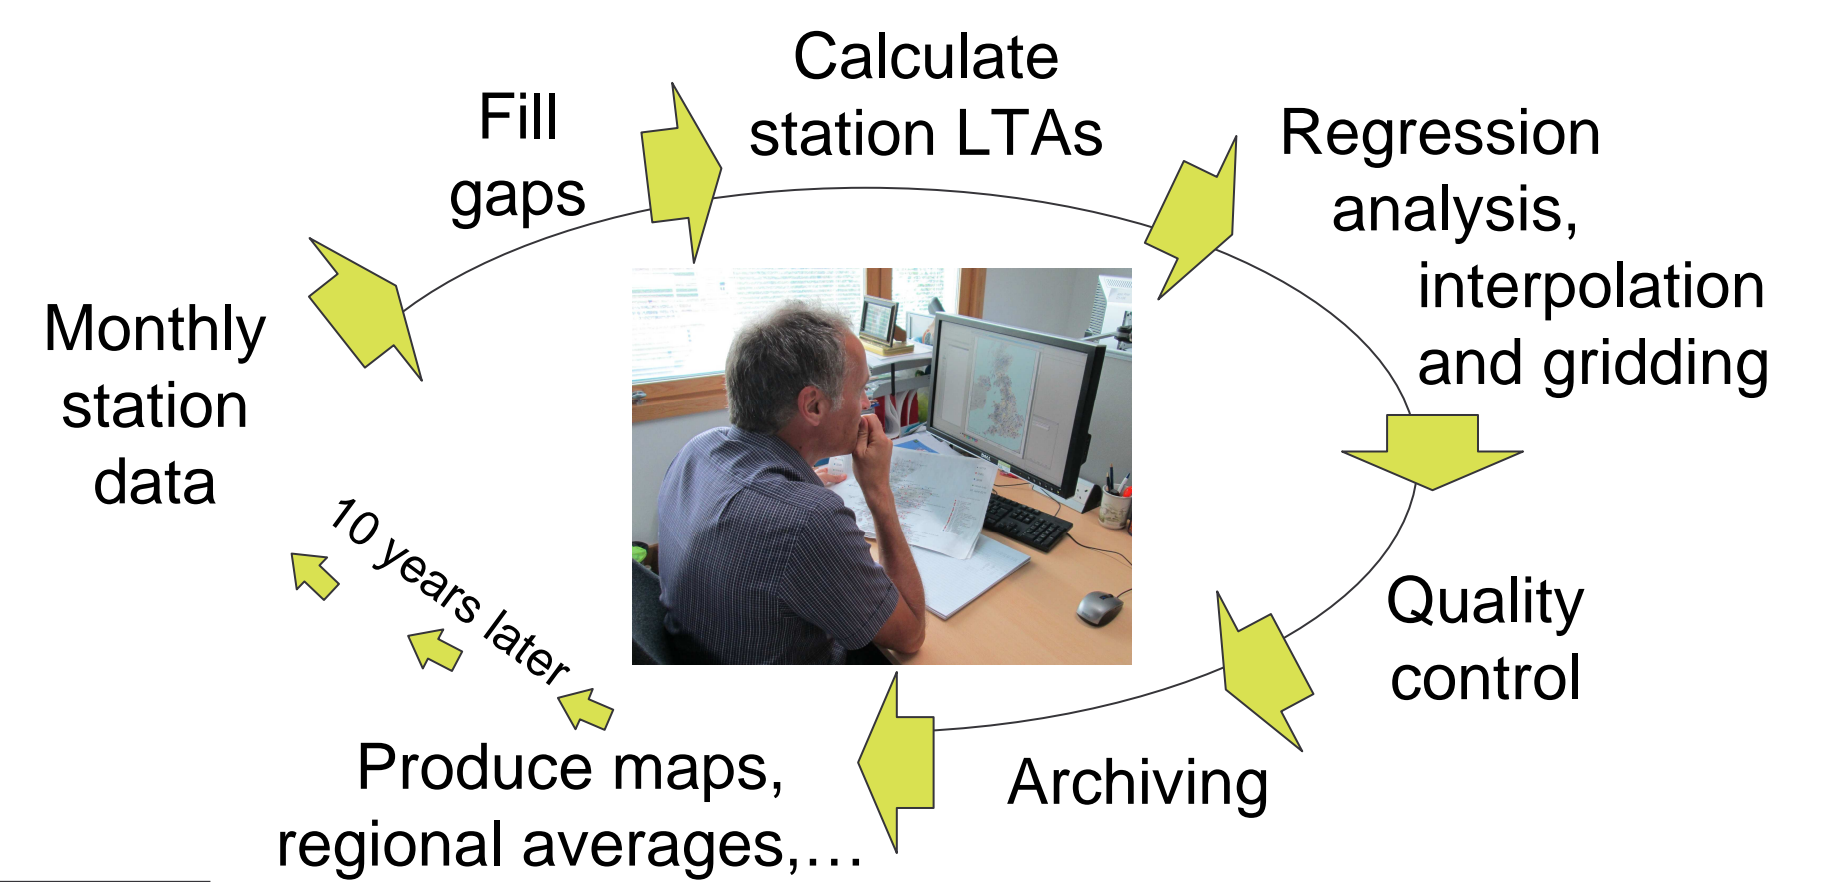 Monthly
station
data
Fill
gaps
Calculate
station LTAs
Regression
analysis,
interpolation
and gridding
Quality
control
Archiving
Produce maps,
regional averages,…
10 years later